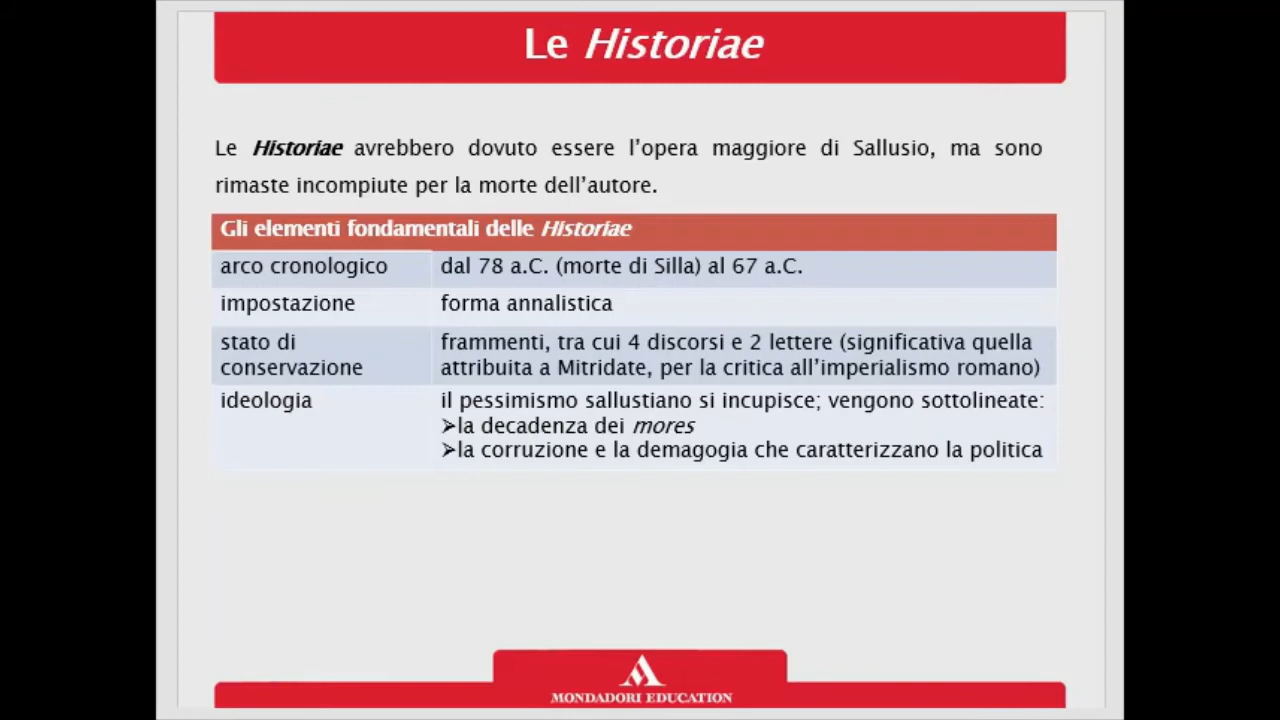 Le Historiae
Le Historiae avrebbero dovuto essere l'opera maggiore di Sallusio, ma sono
rimaste incompiute per la morte dell'autore.
Gli elementi fondamentali delle Historiae
arco cronologico dal 78 a.C. (morte di Silla) al 67 a.C.
impostazione forma annalistica
stato di conservazione frammenti, tra cui 4 discorsi e 2 lettere (significativa quella
attribuita a Mitridate, per la critica all'imperialismo romano)
ideologia il pessimismo sallustiano si incupisce; vengono sottolineate:
➢la decadenza dei mores
➢la corruzione e la demagogia che caratterizzano la politica
MONDADORI EDUCATION